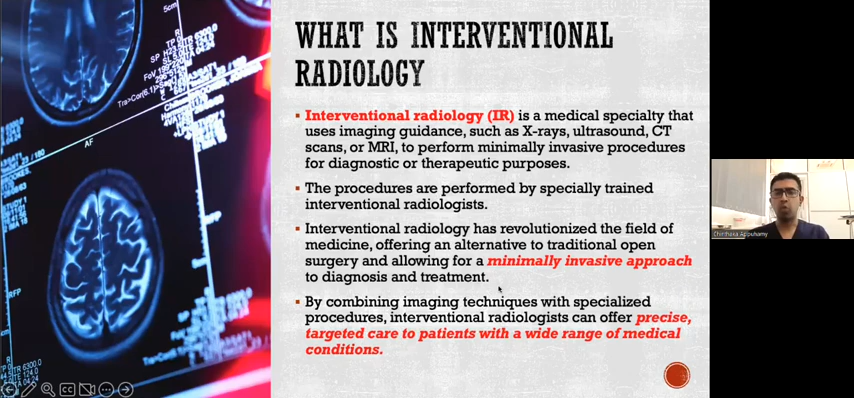 WHAT IS INTERVENTIONAL
RADIOLOGY
▪ Interventional radiology (IR) is a medical specialty that
uses imaging guidance, such as X-rays, ultrasound, CT
scans, or MRI, to perform minimally invasive procedures
for diagnostic or therapeutic purposes.
▪ The procedures are performed by specially trained
interventional radiologists.
▪ Interventional radiology has revolutionized the field of
medicine, offering an alternative to traditional open
surgery and allowing for a minimally invasive approach
to diagnosis and treatment.
▪ By combining imaging techniques with specialized
procedures, interventional radiologists can offer precise,
targeted care to patients with a wide range of medical
conditions.
5cm
AF
RFP